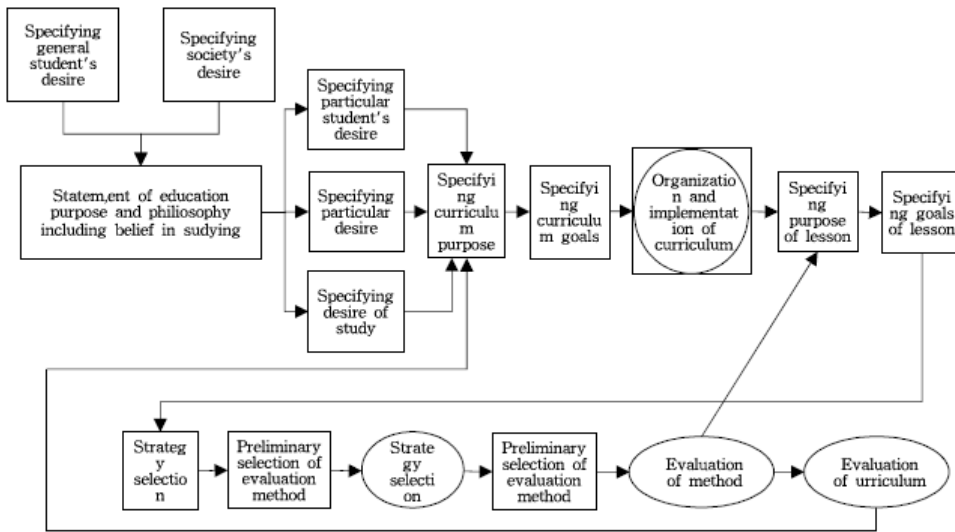 Specifying
general
student's
desire
Specifying
society's
desire
Statem,ent of education
purpose and philiosophy
including belief in sudying
Specifying
particular
student's
desire
Specifying
particular
desire
Specifying
desire of
study
Specifyi
ng
curriculu
m purpose
Specifyi
ng
curriculu
m goals
Organizatio
n and
implementat
ion of
curriculum
Specifyi
ng
purpose
of lesson
Specifyi
ng goals
of lesson
Strateg
y
selectio
n
Preliminary
selection of
evaluation
method
Strate
gy
selecti
on
Preliminary
selection of
evaluation
method
Evaluation
of method
Evaluation
of urriculum